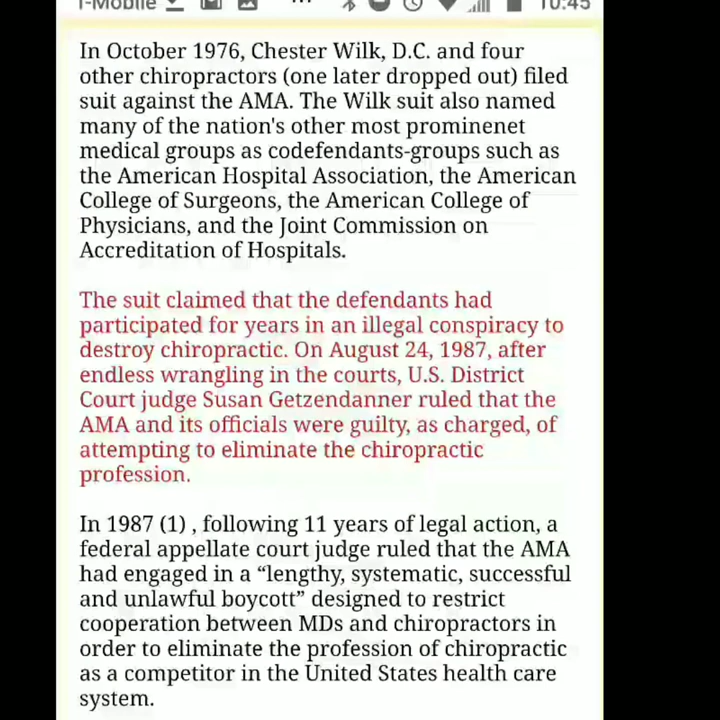 T-Mobile ... 10:45
In October 1976, Chester Wilk, D.C. and four
other chiropractors (one later dropped out) filed
suit against the AMA. The Wilk suit also named
many of the nation's other most prominenet
medical groups as codefendants-groups such as
the American Hospital Association, the American
College of Surgeons, the American College of
Physicians, and the Joint Commission on
Accreditation of Hospitals.
The suit claimed that the defendants had
participated for years in an illegal conspiracy to
destroy chiropractic. On August 24, 1987, after
endless wrangling in the courts, U.S. District
Court judge Susan Getzendanner ruled that the
AMA and its officials were guilty, as charged, of
attempting to eliminate the chiropractic
profession.
In 1987 (1) , following 11 years of legal action, a
federal appellate court judge ruled that the AMA
had engaged in a “lengthy, systematic, successful
and unlawful boycott” designed to restrict
cooperation between MDs and chiropractors in
order to eliminate the profession of chiropractic
as a competitor in the United States health care
system.